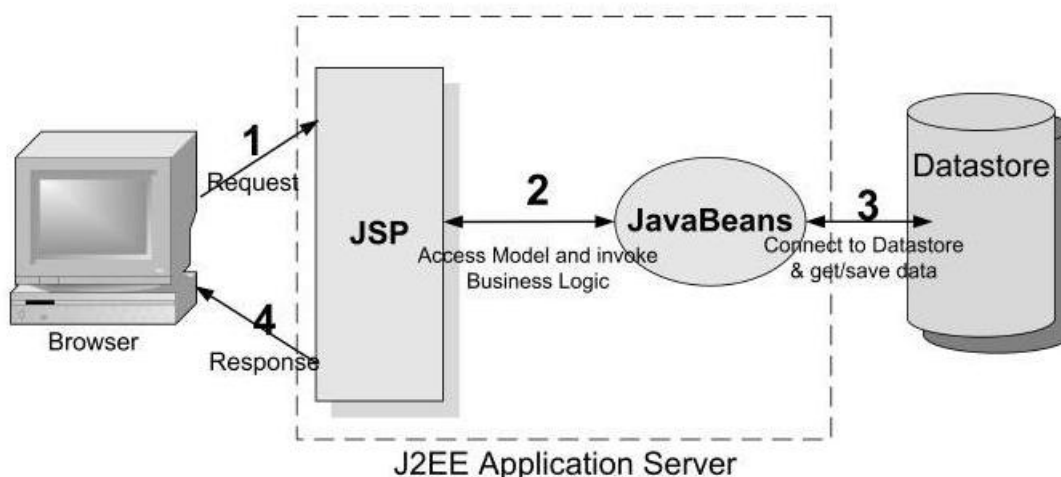 1
Request
JSP
2
Access Model and invoke
Business Logic
JavaBeans
3
Connect to Datastore
& get/save data
Datastore
Browser
4
Response
J2EE Application Server